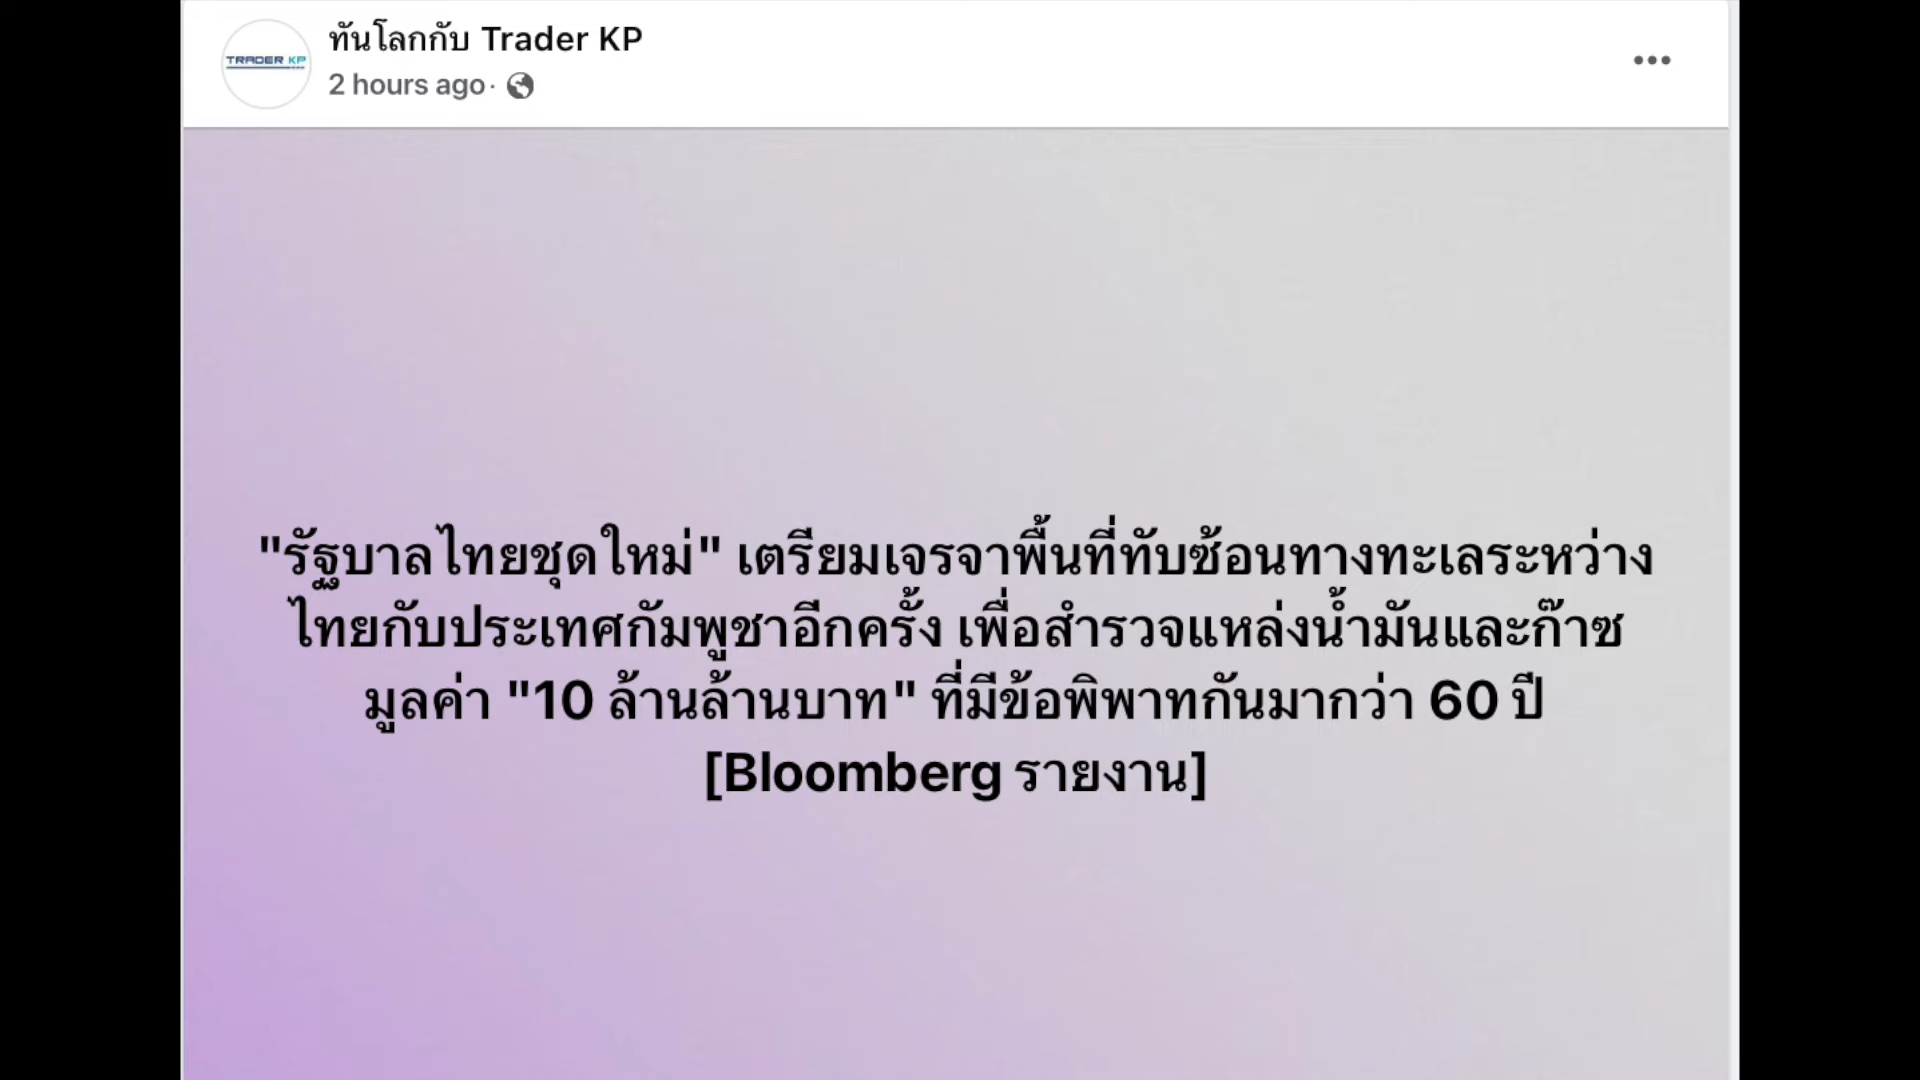 TRADER KP
ทันโลกกับ Trader KP
2 hours ago ·
"รัฐบาลไทยชุดใหม่" เตรียมเจรจาพื้นที่ทับซ้อนทางทะเลระหว่าง
ไทยกับประเทศกัมพูชาอีกครั้ง เพื่อสำรวจแหล่งน้ำมันและก๊าซ
มูลค่า "10 ล้านล้านบาท" ที่มีข้อพิพาทกันมากว่า 60 ปี
[Bloomberg รายงาน]